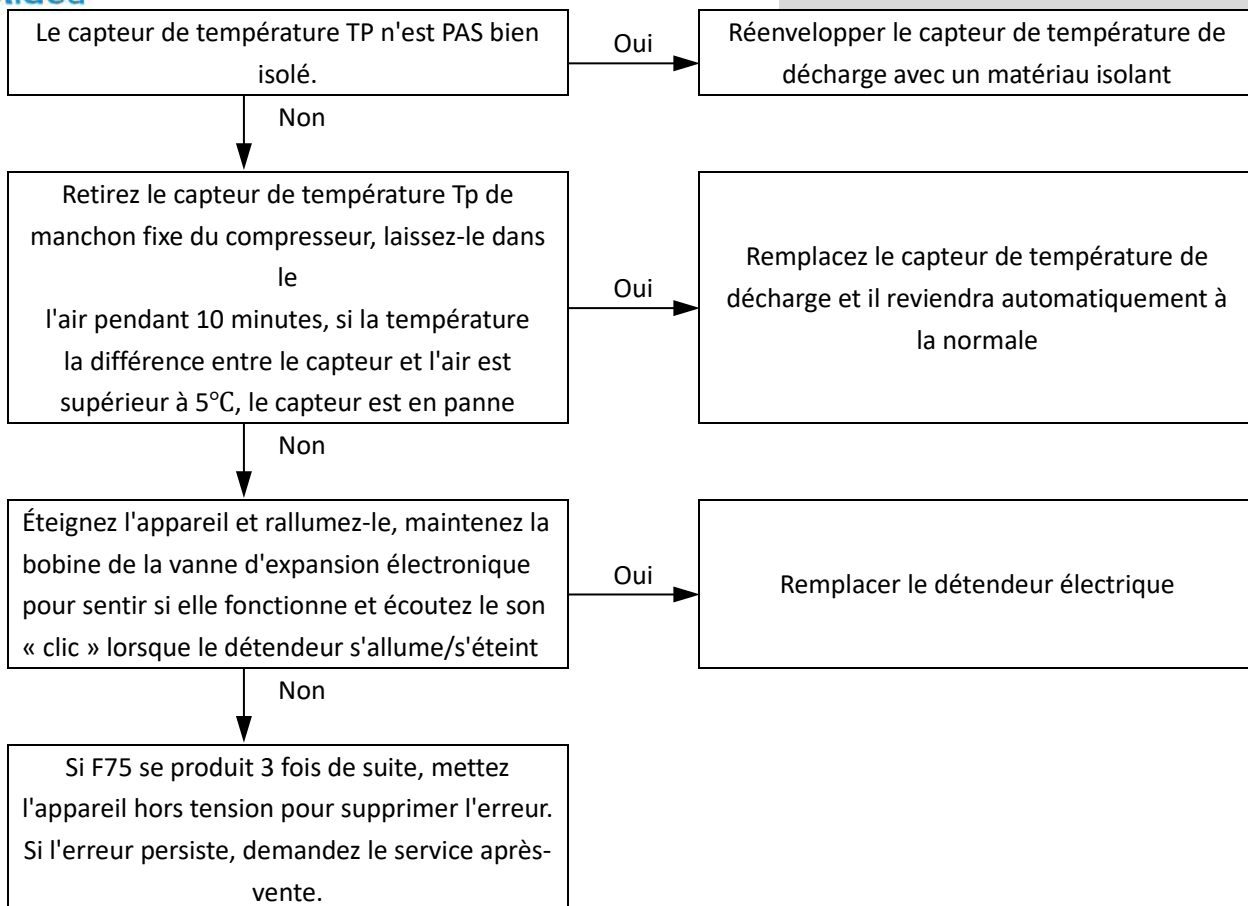 Le capteur de température TP n'est PAS bien
isolé.
Oui
Réenvelopper le capteur de température de
décharge avec un matériau isolant
Non
Retirez le capteur de température Tp de
manchon fixe du compresseur, laissez-le dans
le
l'air pendant 10 minutes, si la température
la différence entre le capteur et l'air est
supérieur à 5℃, le capteur est en panne
Oui
Remplacez le capteur de température de
décharge et il reviendra automatiquement à
la normale
Non
Éteignez l'appareil et rallumez-le, maintenez la
bobine de la vanne d'expansion électronique
pour sentir si elle fonctionne et écoutez le son
« clic » lorsque le détendeur s'allume/s'éteint
Oui
Remplacer le détendeur électrique
Non
Si F75 se produit 3 fois de suite, mettez
l'appareil hors tension pour supprimer l'erreur.
Si l'erreur persiste, demandez le service après-
vente.